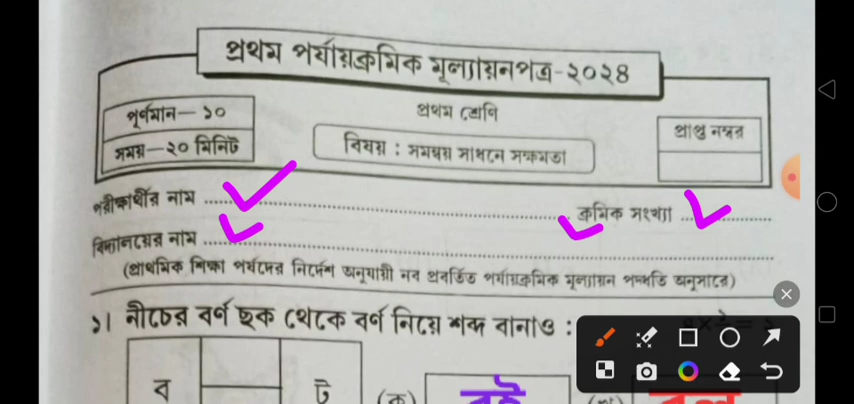 প্রথম পর্যায়ক্রমিক মূল্যায়নপত্র-২০২৪
পূর্ণমান— ১০
প্রথম শ্রেণি
প্রাপ্ত নম্বর
সময়—২০ মিনিট
বিষয় : সমন্বয় সাধনে সক্ষমতা
পরীক্ষার্থীর নাম ........ ক্রমিক সংখ্যা ........
বিদ্যালয়ের নাম ........
(প্রাথমিক শিক্ষা পর্ষদের নির্দেশ অনুযায়ী নব প্রবর্তিত পর্যায়ক্রমিক মূল্যায়ন পদ্ধতি অনুসারে)
১। নীচের বর্ণ ছক থেকে বর্ণ নিয়ে শব্দ বানাও :
ব
ট
(ক) বই